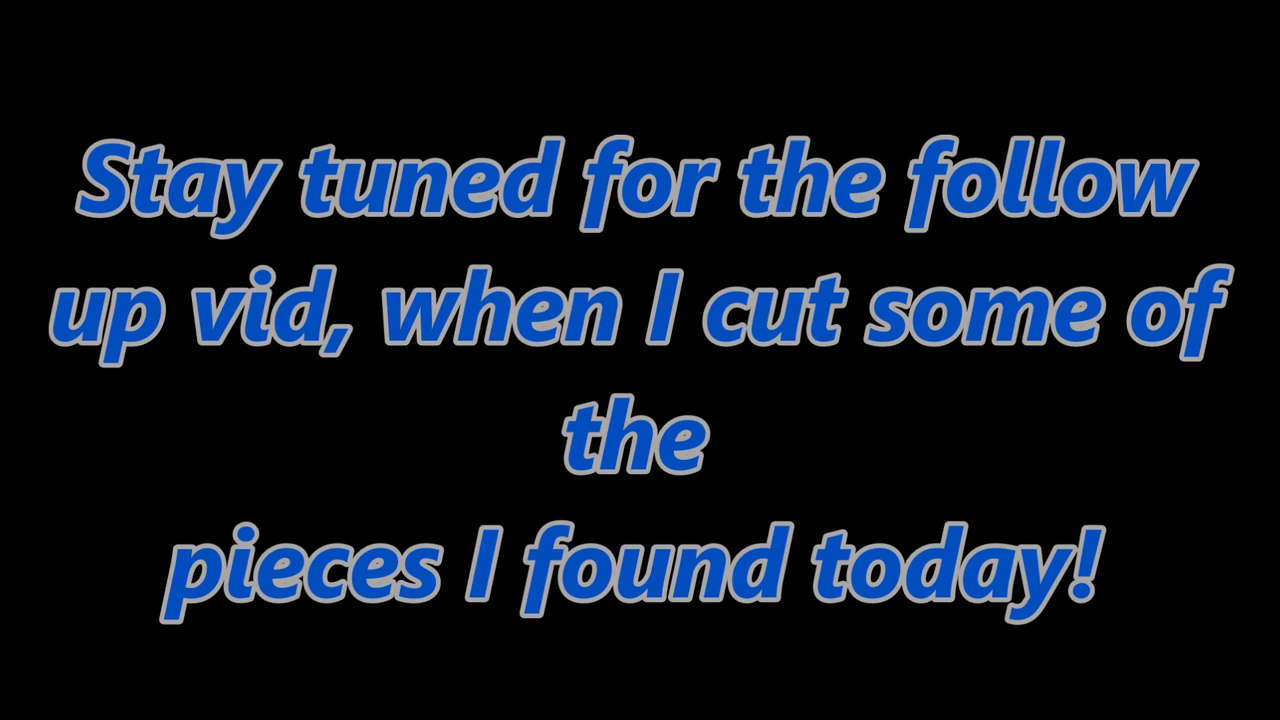 Stay tuned for the follow
up vid, when I cut some of
the
pieces I found today!